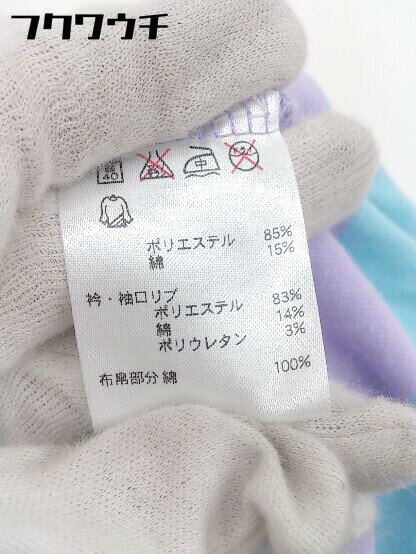 フクワウチ
40
中
ポリエステル 85%
綿 15%
衿・袖口リブ
ポリエステル 83%
綿 14%
ポリウレタン 3%
布帛部分綿 100%